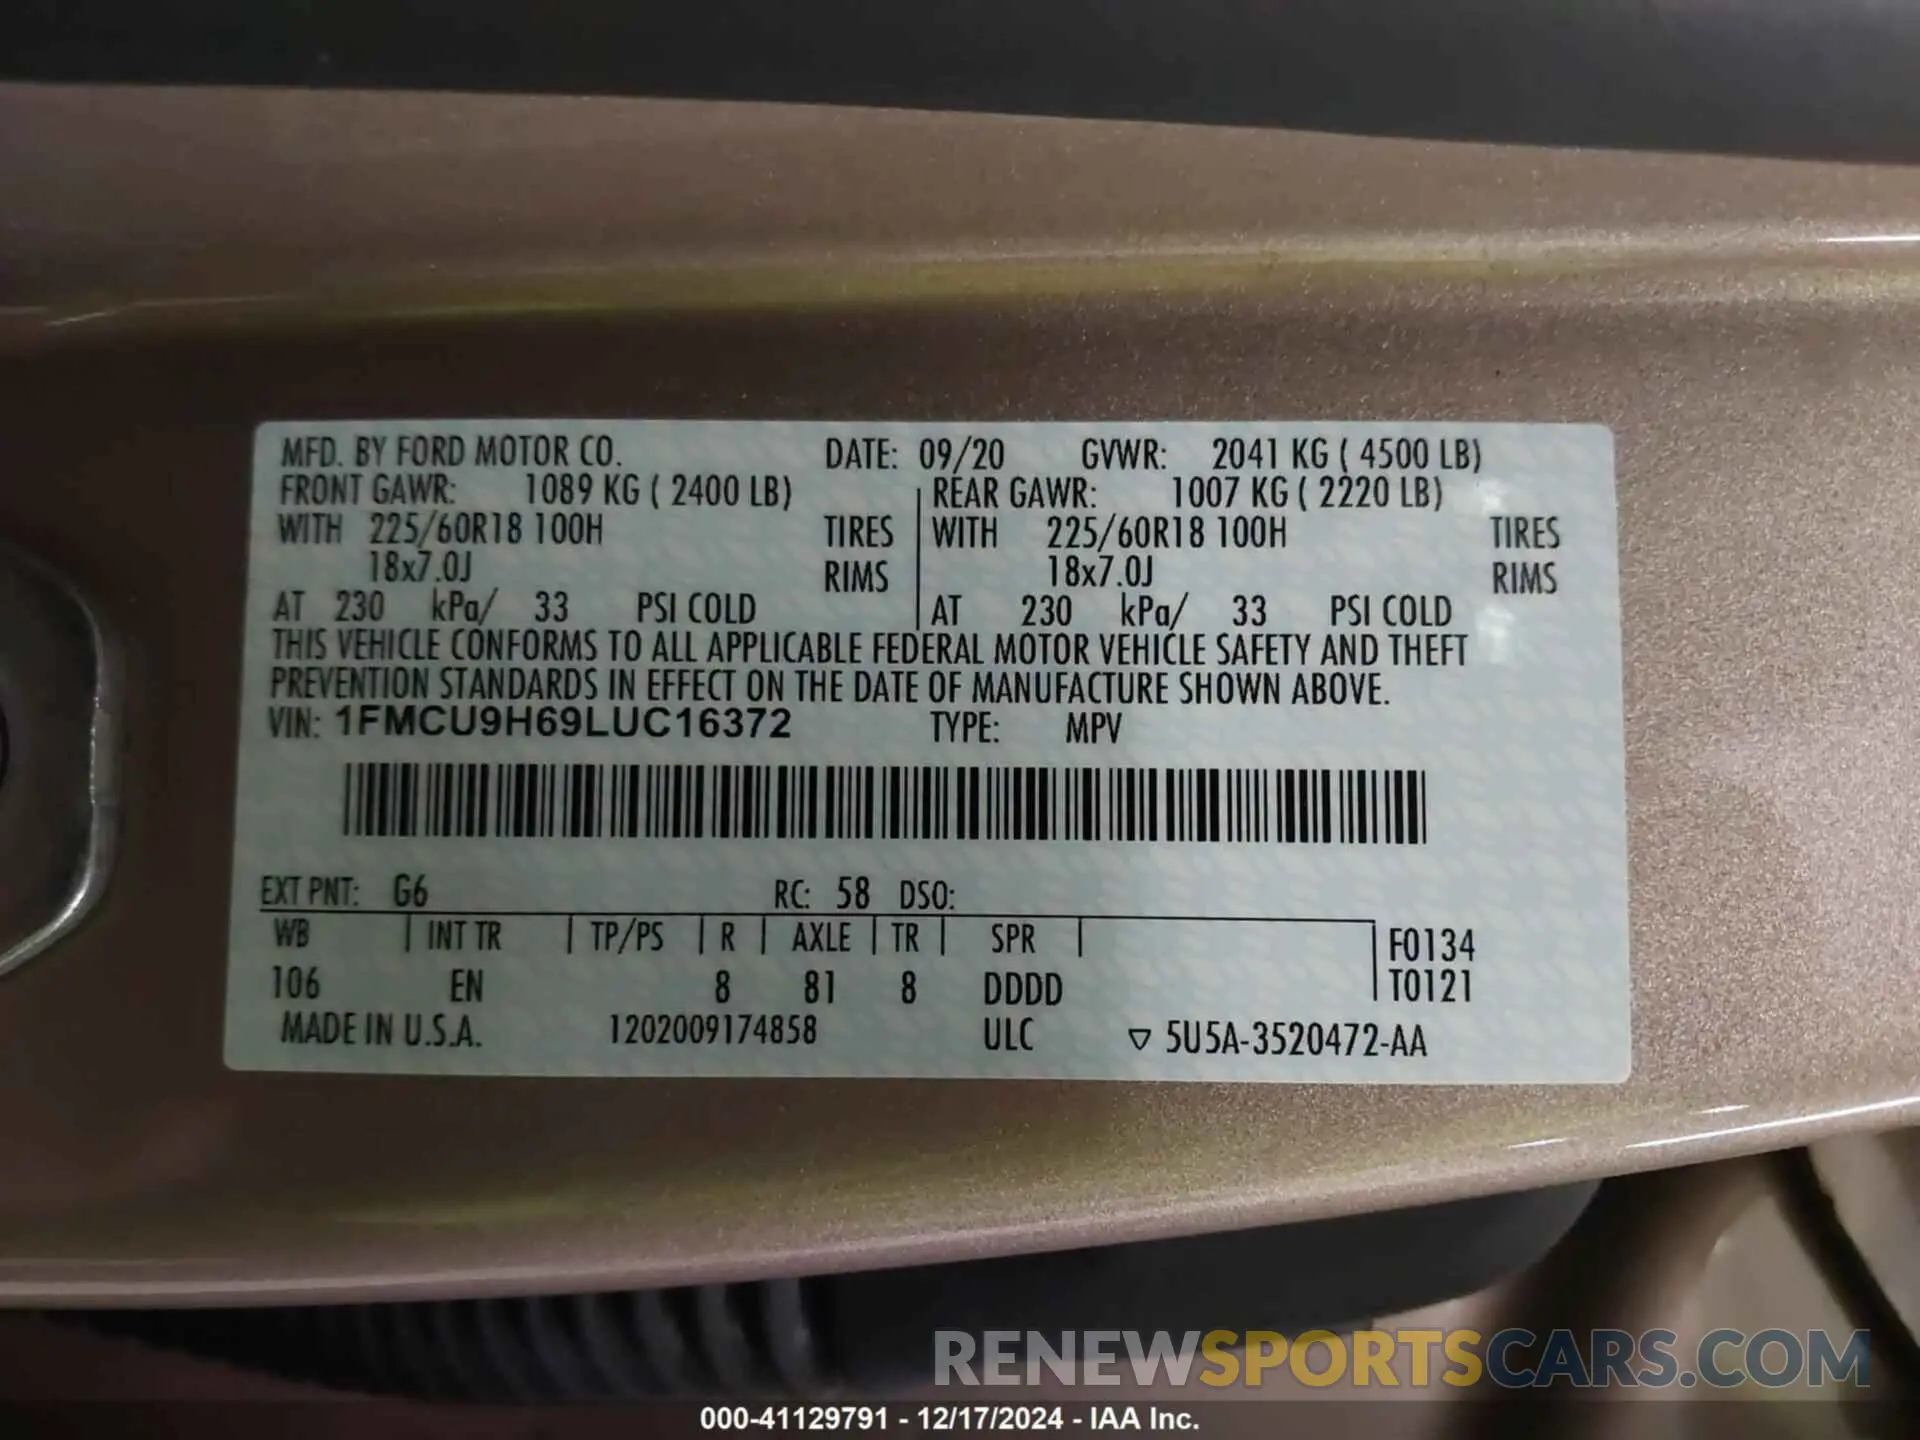 MFD. BY FORD MOTOR CO. DATE: 09/20 GVWR: 2041 KG ( 4500 LB)
FRONT GAWR: 1089 KG ( 2400 LB) REAR GAWR: 1007 KG ( 2220 LB)
WITH 225/60R18 100H TIRES WITH 225/60R18 100H TIRES
18x7.0J RIMS 18x7.0J RIMS
AT 230 kPa/ 33 PSI COLD AT 230 kPa/ 33 PSI COLD
THIS VEHICLE CONFORMS TO ALL APPLICABLE FEDERAL MOTOR VEHICLE SAFETY AND THEFT
PREVENTION STANDARDS IN EFFECT ON THE DATE OF MANUFACTURE SHOWN ABOVE.
VIN: 1FMCU9H69LUC16372 TYPE: MPV
EXT PNT: G6 RC: 58 DSO:
WB INT TR TP/PS R AXLE TR SPR F0134
106 EN 8 81 8 DDDD T0121
MADE IN U.S.A. 1202009174858 ULC ▽ 5U5A-3520472-AA
RENEWSPORTSCARS.COM
000-41129791 - 12/17/2024 - IAA Inc.